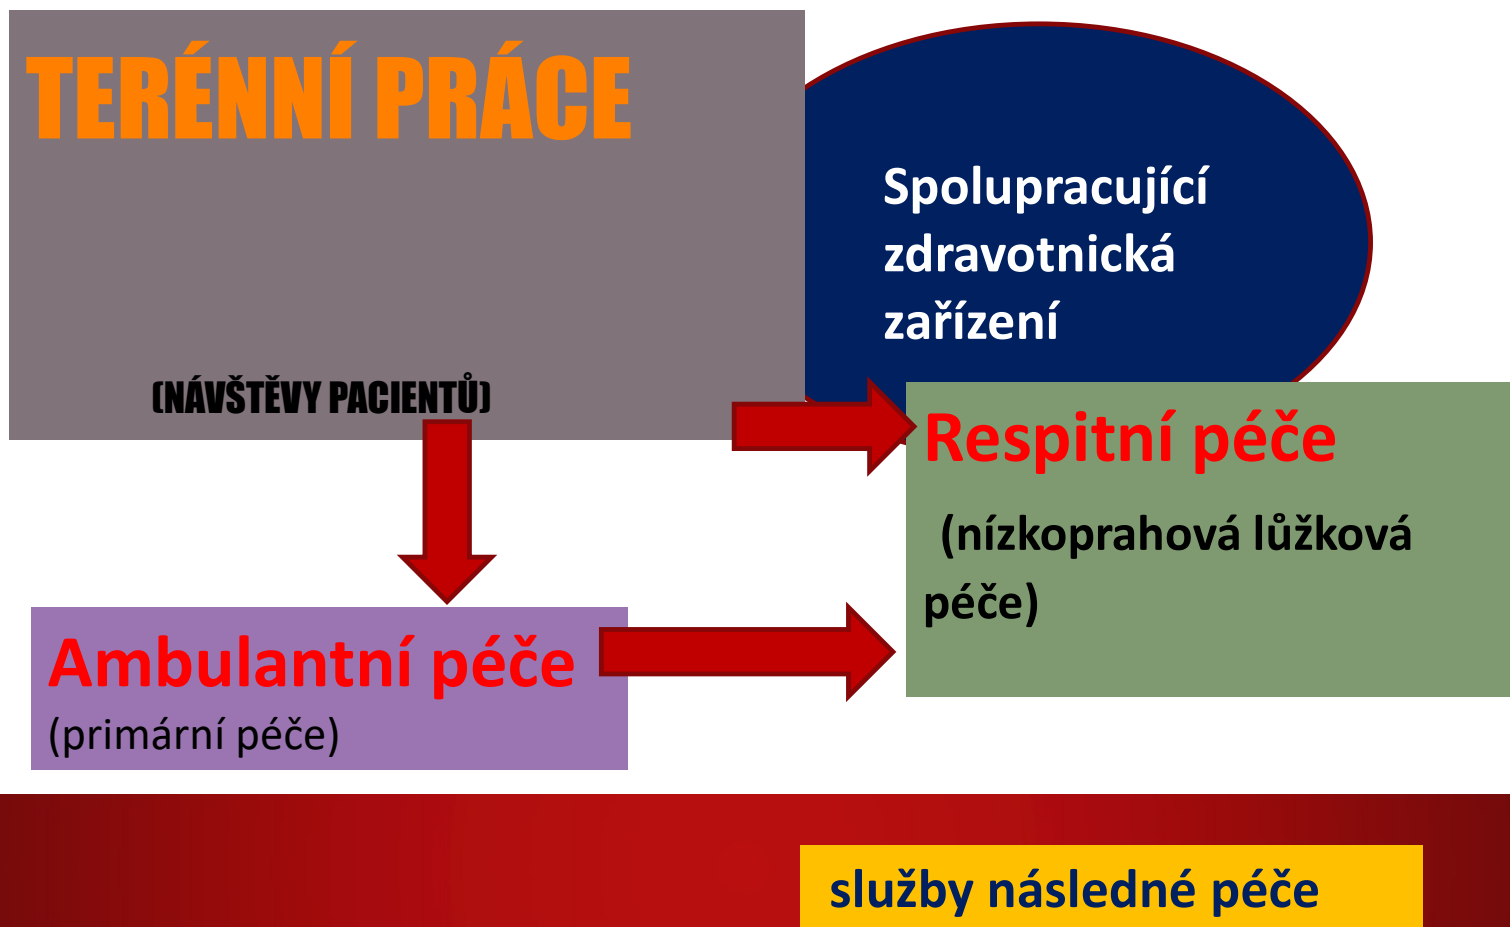 TERÉNNÍ PRÁCE
(NÁVŠTĚVY PACIENTŮ)
Spolupracující
zdravotnická
zařízení
Respitní péče
(nízkoprahová lůžková
péče)
Ambulantní péče
(primární péče)
služby následné péče